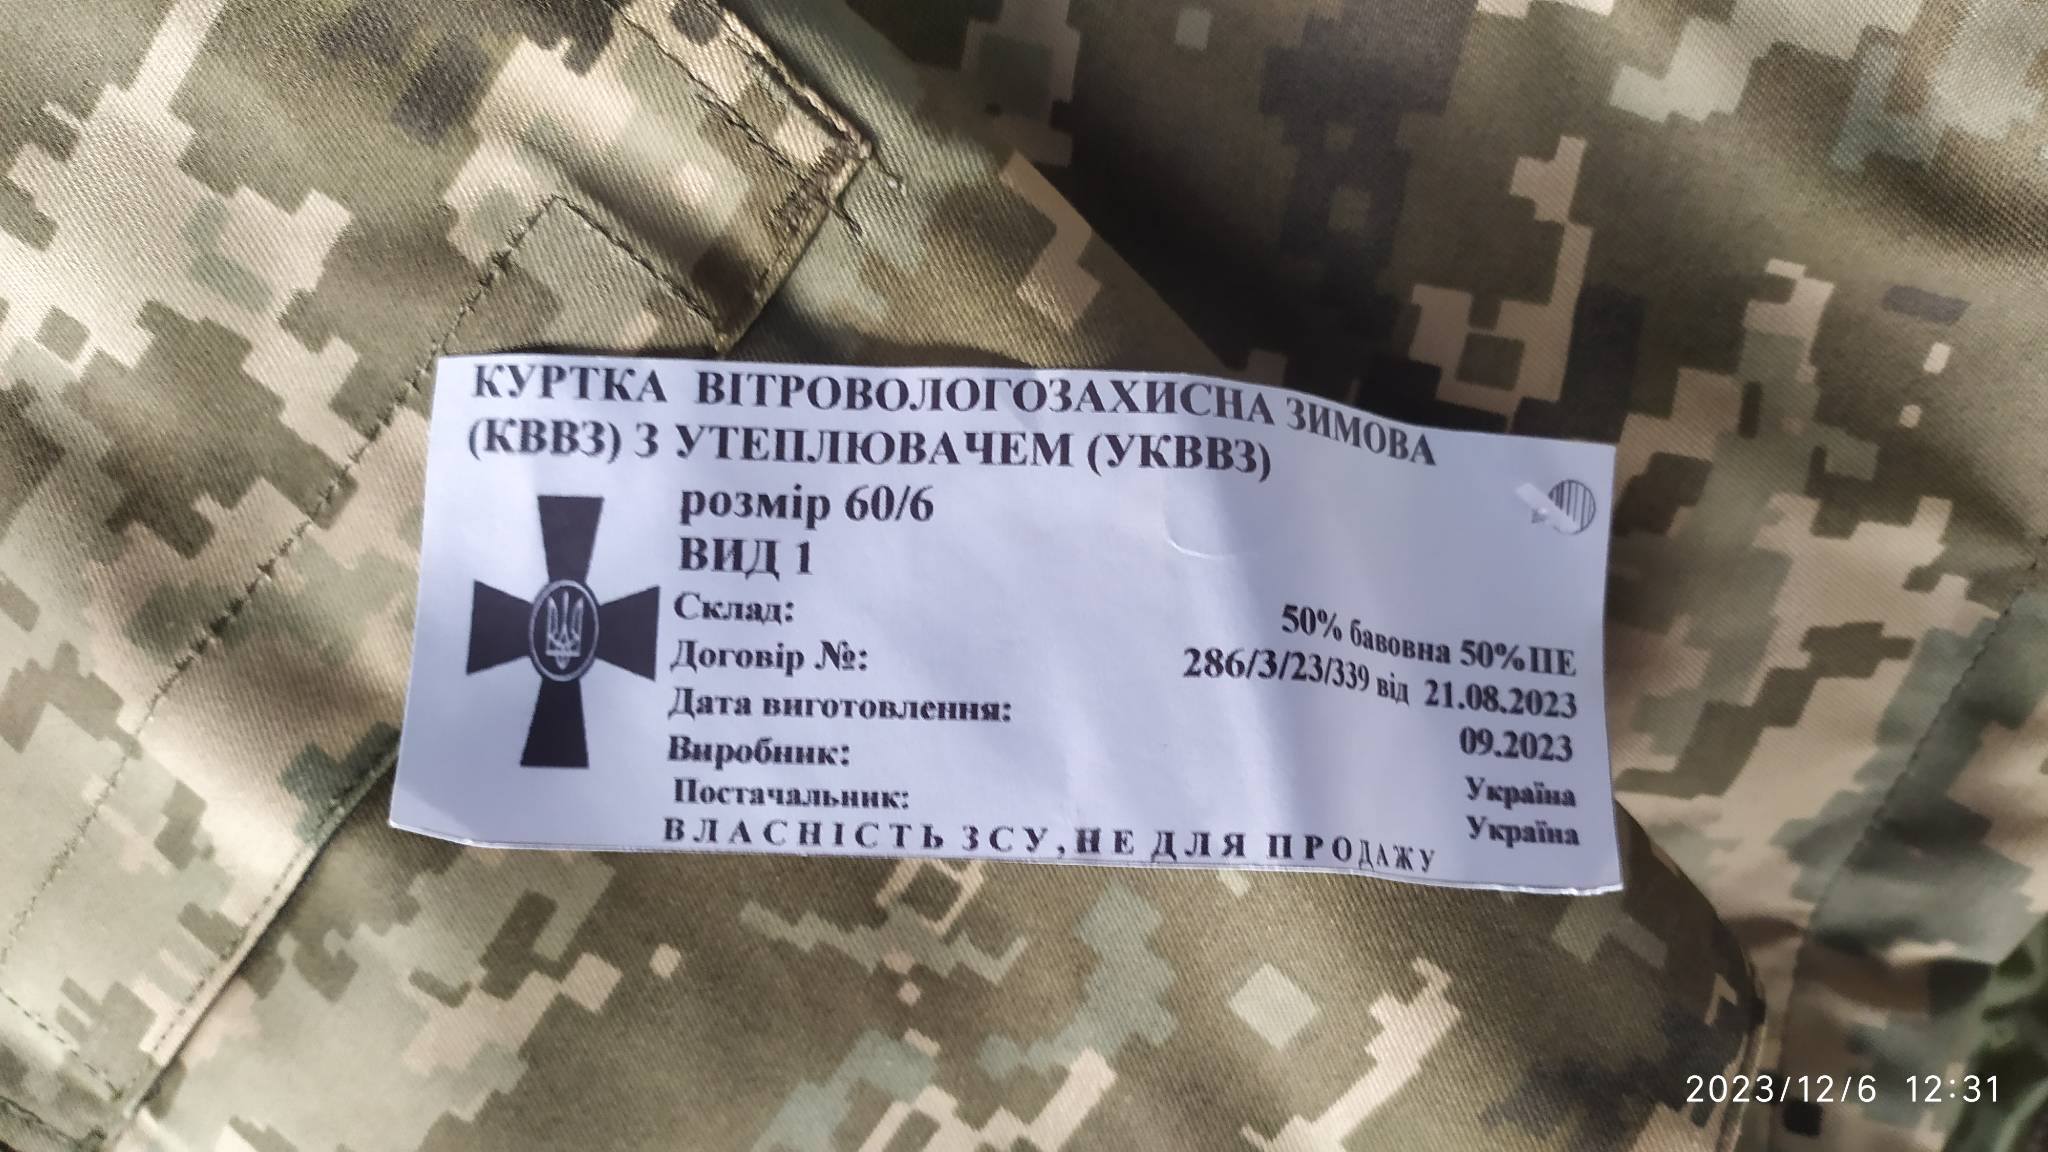 КУРТКА ВІТРОВОЛОГОЗАХИСНА ЗИМОВА
(КВВЗ) З УТЕПЛЮВАЧЕМ (УКВВЗ)
розмір 60/6
ВИД 1
Склад: 50% бавовна 50%ПЕ
Договір №: 286/3/23/339 від 21.08.2023
Дата виготовлення: 09.2023
Виробник: Україна
Постачальник: Україна
ВЛАСНІСТЬ ЗСУ,НЕ ДЛЯ ПРОДАЖУ
2023/12/6 12:31